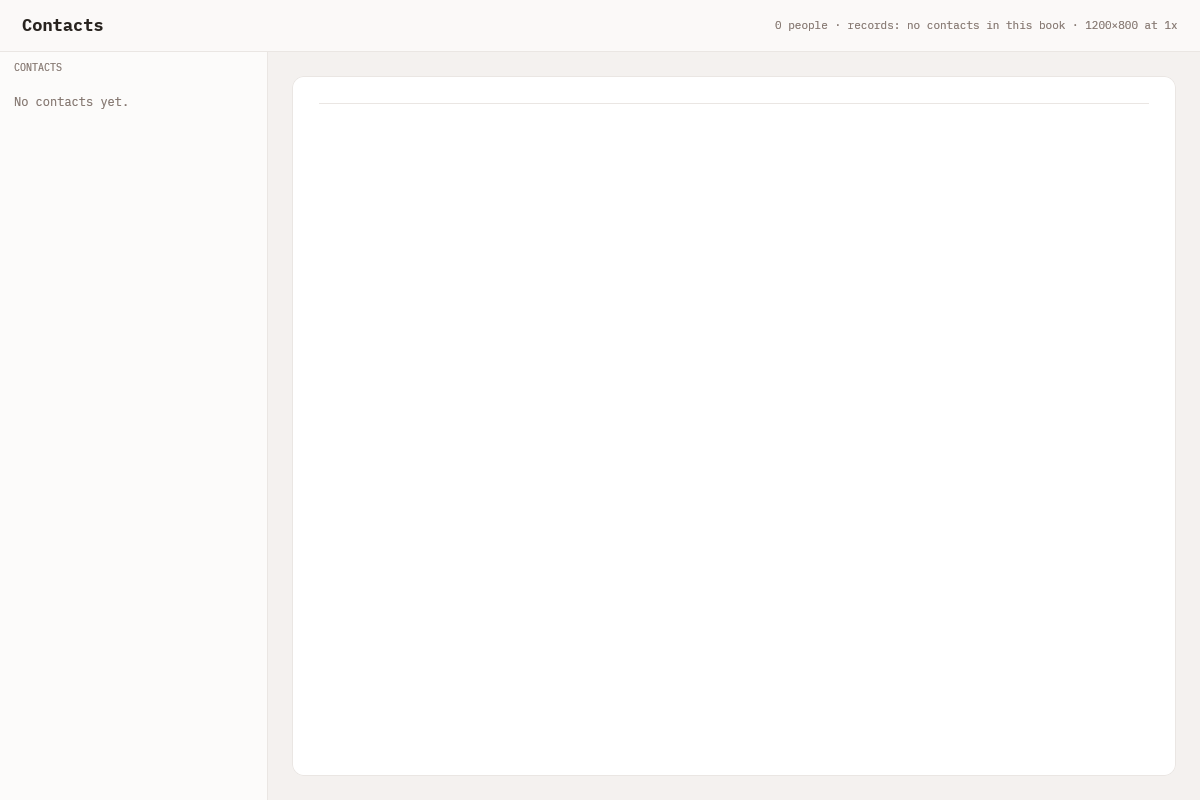 Contacts
0 people · records: no contacts in this book · 1200×800 at 1x
CONTACTS
No contacts yet.